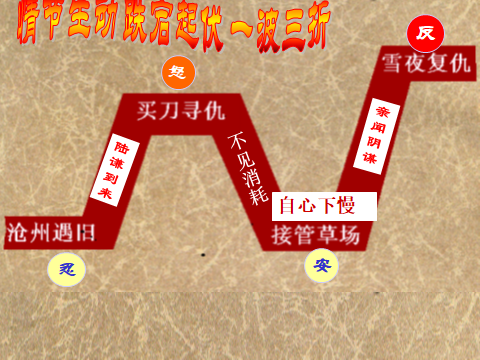 情节生动 跌宕起伏 一波三折
反
雪夜复仇
怒
买刀寻仇
亲闻阴谋
陆谦到来
不见消耗
自心下慢
沧州遇旧
接管草场
忍
安